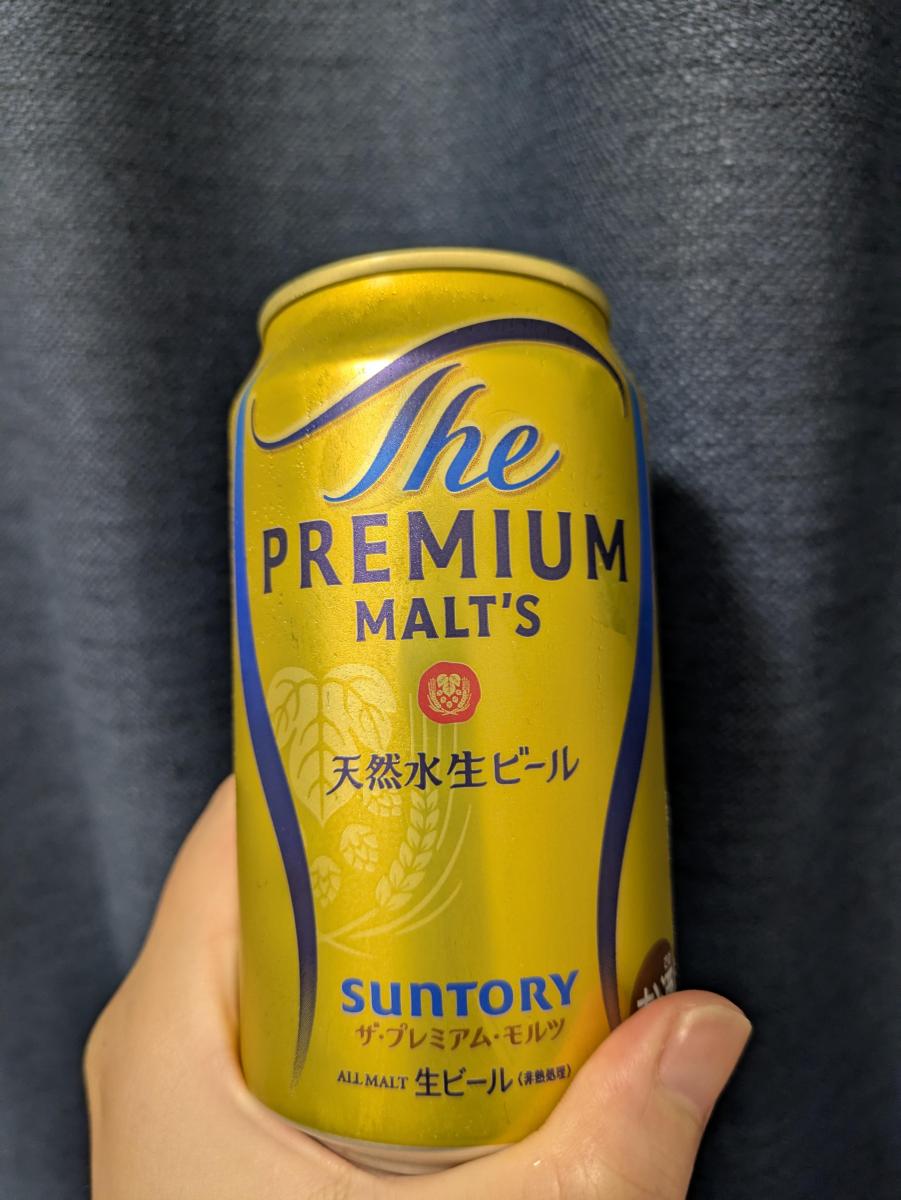 The
PREMIUM
MALT'S
天然水生ビール
SUNTORY
ザ・プレミアム・モルツ
ALL MALT 生ビール(非熱処理)